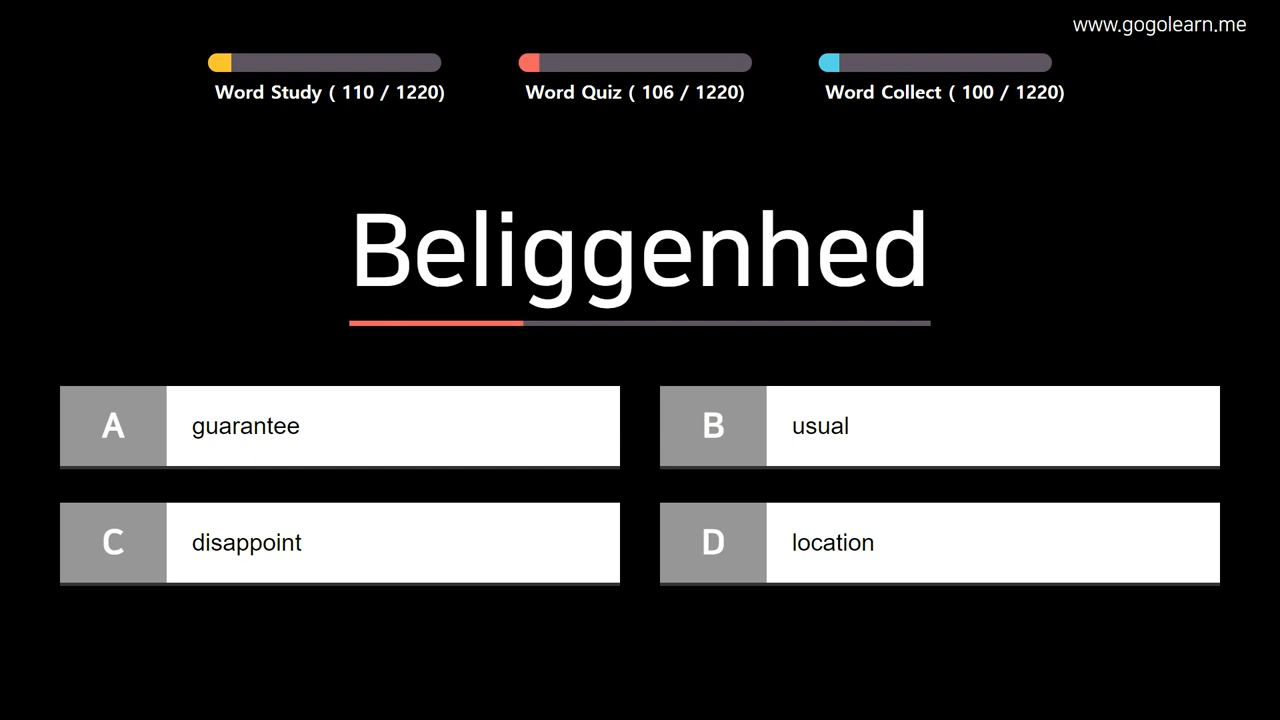 www.gogolearn.me
Word Study ( 110 / 1220)
Word Quiz ( 106 / 1220)
Word Collect ( 100 / 1220)
Beliggenhed
A guarantee
B usual
C disappoint
D location